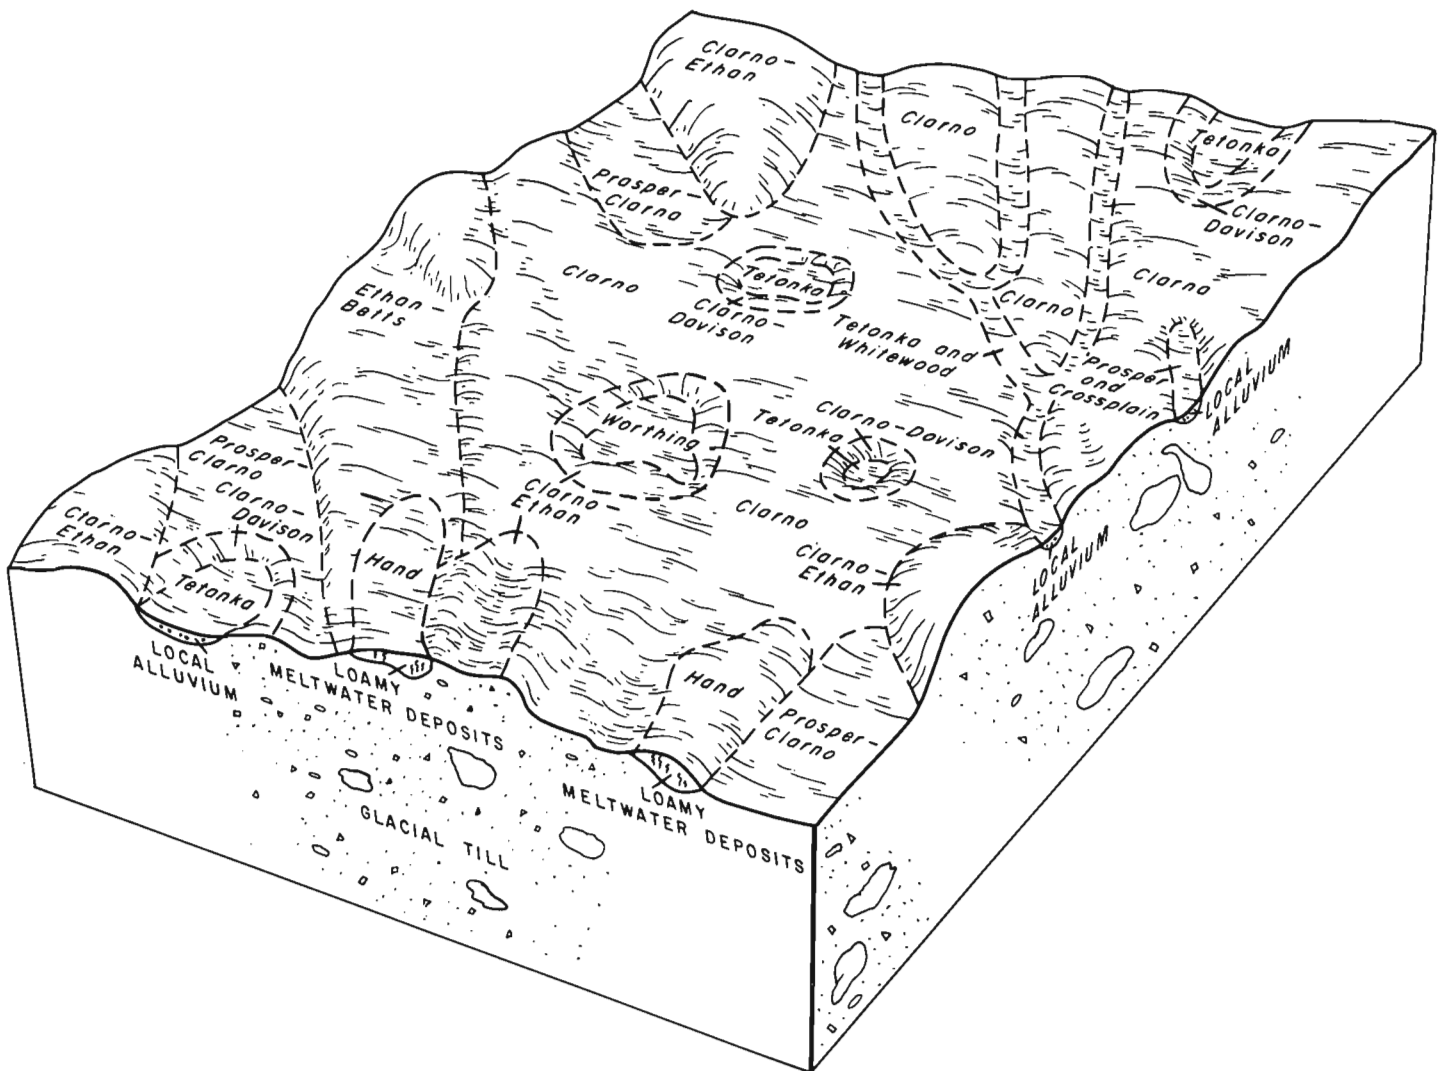 Clarno-
Ethan
Clarno
Tetonka
Clarno-
Davison
Prosper-
Clarno
Clarno
Tetonka
Clarno-
Davison
Clarno
Clarno
Tetonka and
Whitewood
Ethan-
Betts
Prosper
and
Crossplain
LOCAL
ALLUVIUM
Worthing
Tetonka
Clarno-Davison
Prosper-
Clarno
Clarno-
Davison
Clarno-
Ethan
Clarno
Clarno-
Ethan
Tetonka
Hand
Clarno-
Ethan
LOCAL
ALLUVIUM
LOCAL
ALLUVIUM
LOAMY
MELTWATER DEPOSITS
Hand
Prosper-
Clarno
LOAMY
MELTWATER DEPOSITS
GLACIAL TILL